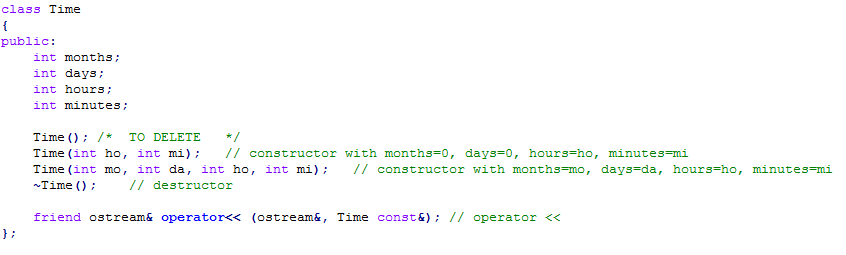 class Time
{
public:
    int months;
    int days;
    int hours;
    int minutes;

    Time(); /*  TO DELETE   */
    Time(int ho, int mi);   // constructor with months=0, days=0, hours=ho, minutes=mi
    Time(int mo, int da, int ho, int mi);   // constructor with months=mo, days=da, hours=ho, minutes=mi
    ~Time();    // destructor

    friend ostream& operator<< (ostream&, Time const&); // operator <<
};